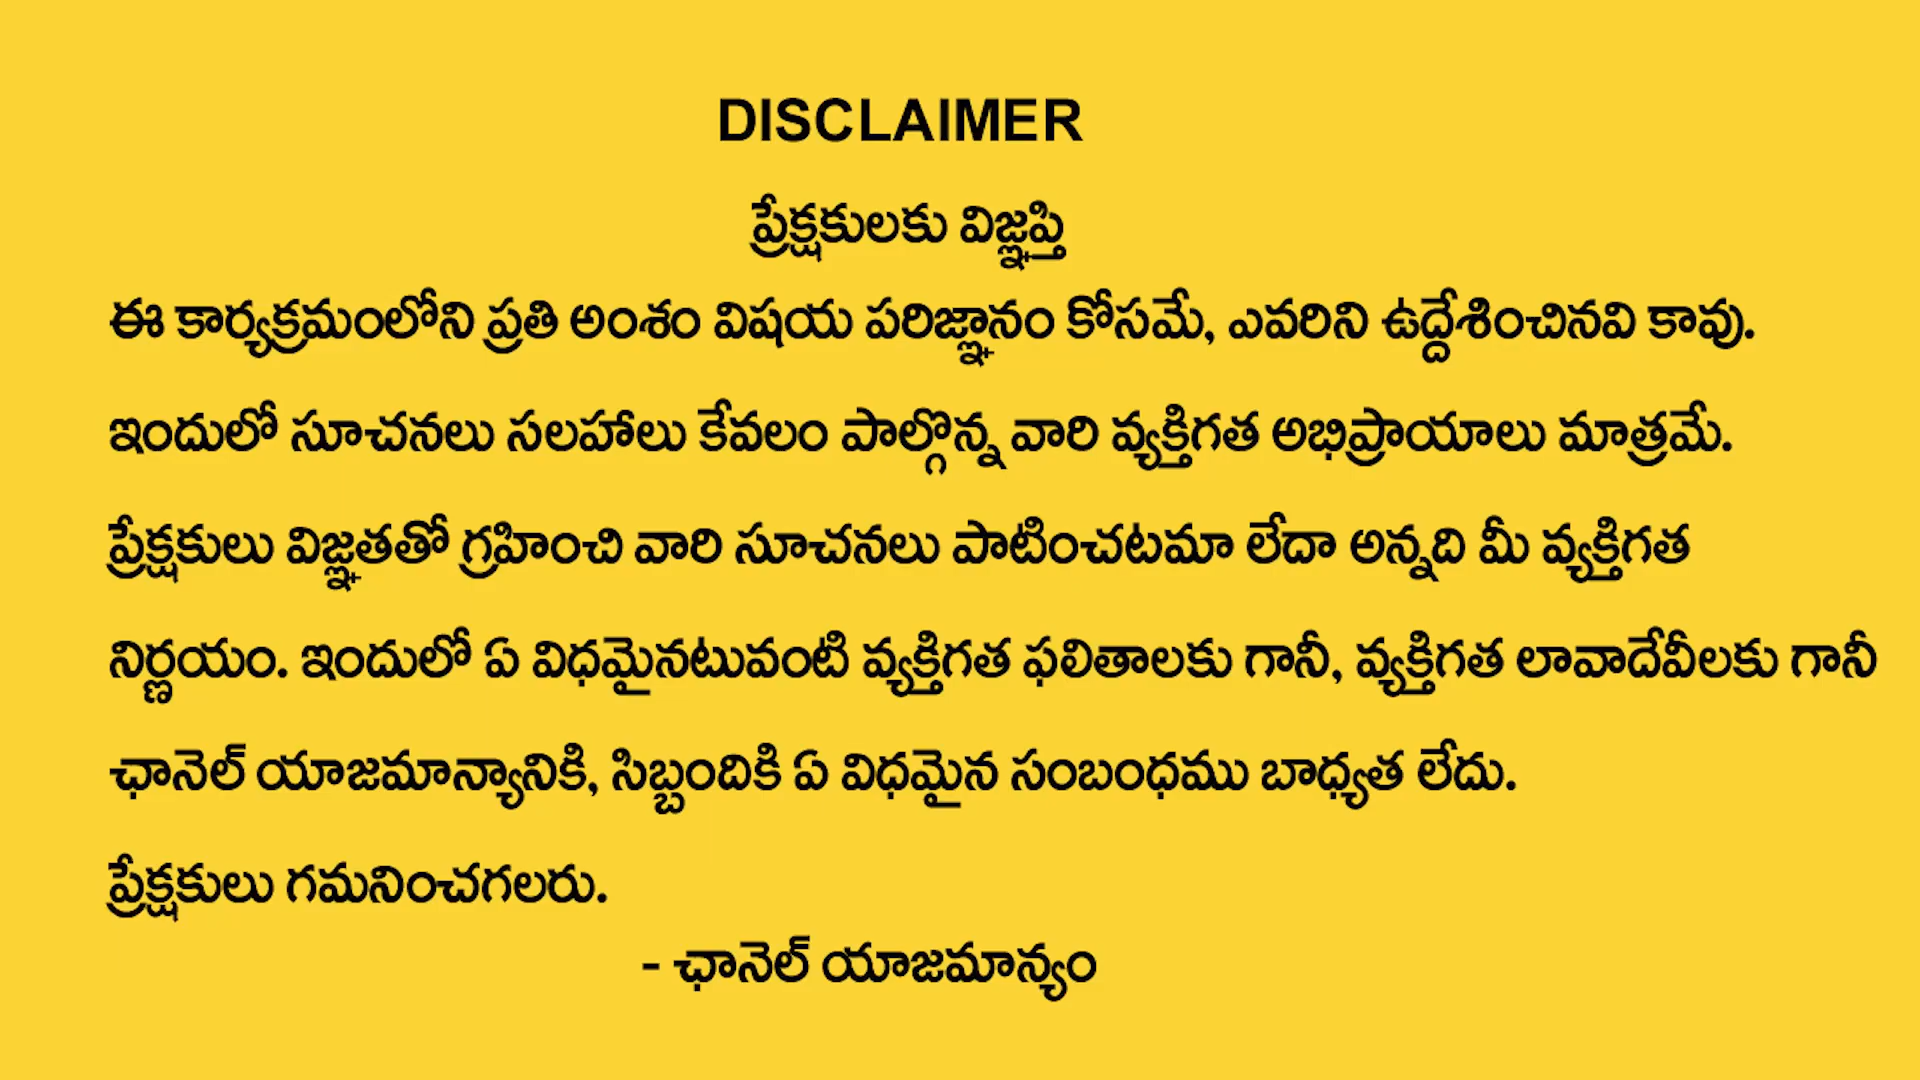 DISCLAIMER
ప్రేక్షకులకు విజ్ఞప్తి
ఈ కార్యక్రమంలోని ప్రతి అంశం విషయ పరిజ్ఞానం కోసమే, ఎవరిని ఉద్దేశించినవి కావు.
ఇందులో సూచనలు సలహాలు కేవలం పాల్గొన్న వారి వ్యక్తిగత అభిప్రాయాలు మాత్రమే.
ప్రేక్షకులు విజ్ఞతతో గ్రహించి వారి సూచనలు పాటించటమా లేదా అన్నది మీ వ్యక్తిగత
నిర్ణయం. ఇందులో ఏ విధమైనటువంటి వ్యక్తిగత ఫలితాలకు గానీ, వ్యక్తిగత లావాదేవీలకు గానీ
ఛానెల్ యాజమాన్యానికి, సిబ్బందికి ఏ విధమైన సంబంధము బాధ్యత లేదు.
ప్రేక్షకులు గమనించగలరు.
- ఛానెల్ యాజమాన్యం